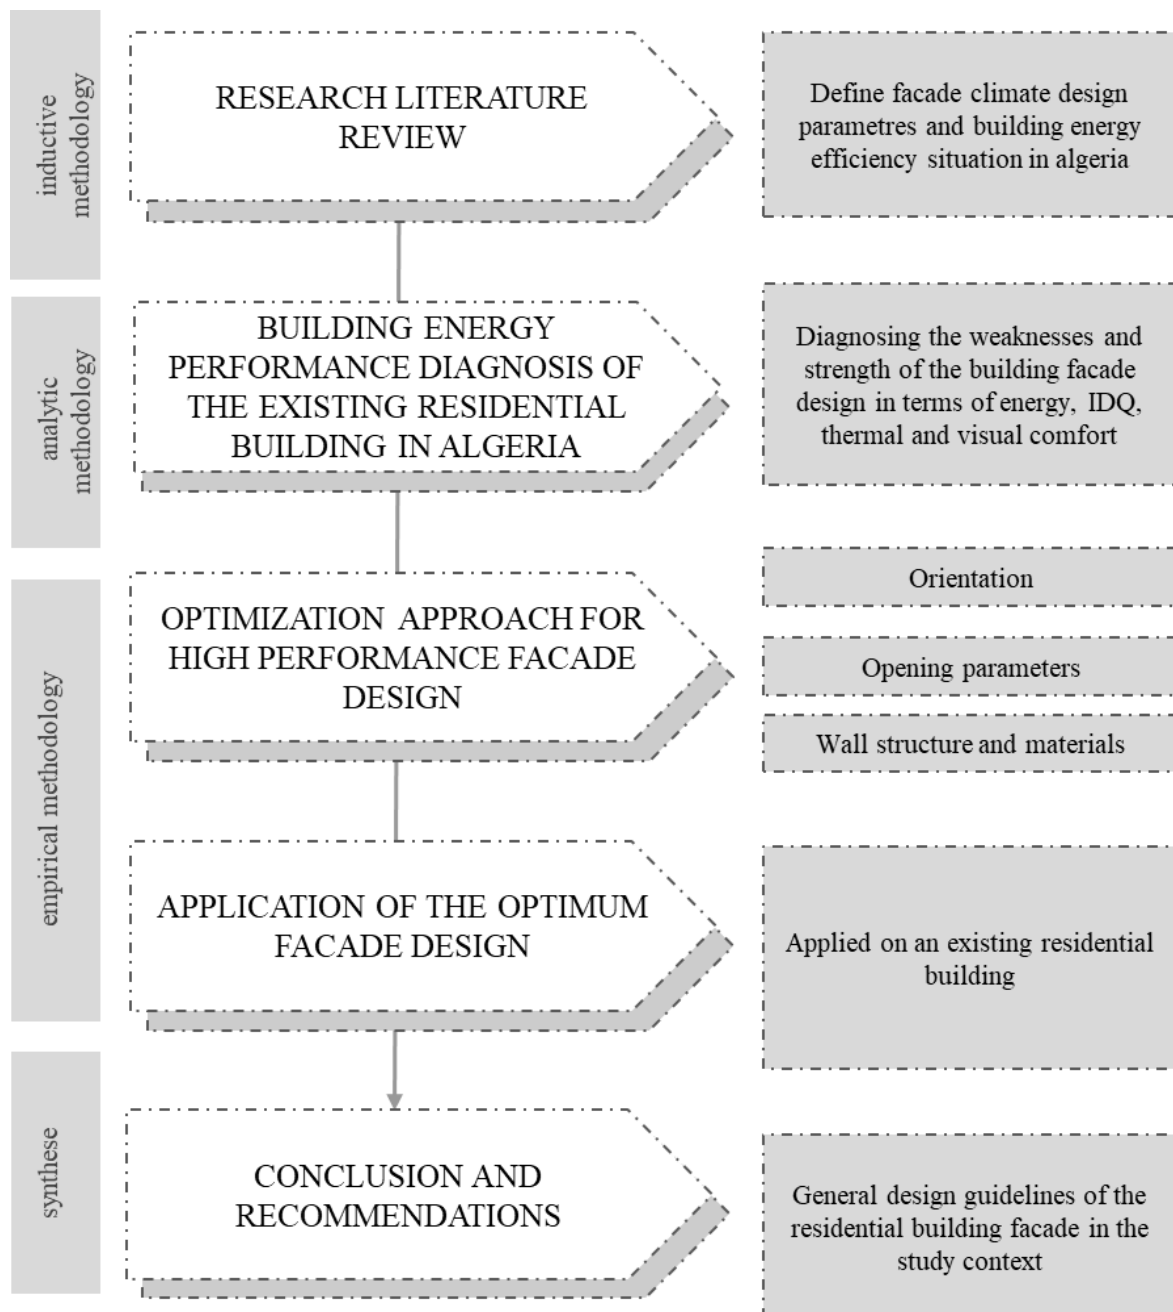 inductive
methodology
RESEARCH LITERATURE
REVIEW
Define facade climate design
parametres and building energy
efficiency situation in algeria
analytic
methodology
BUILDING ENERGY
PERFORMANCE DIAGNOSIS OF
THE EXISTING RESIDENTIAL
BUILDING IN ALGERIA
Diagnosing the weaknesses and
strength of the building facade
design in terms of energy, IDQ,
thermal and visual comfort
empirical methodology
OPTIMIZATION APPROACH FOR
HIGH PERFORMANCE FACADE
DESIGN
Orientation
Opening parameters
Wall structure and materials
APPLICATION OF THE OPTIMUM
FACADE DESIGN
Applied on an existing residential
building
synthese
CONCLUSION AND
RECOMMENDATIONS
General design guidelines of the
residential building facade in the
study context